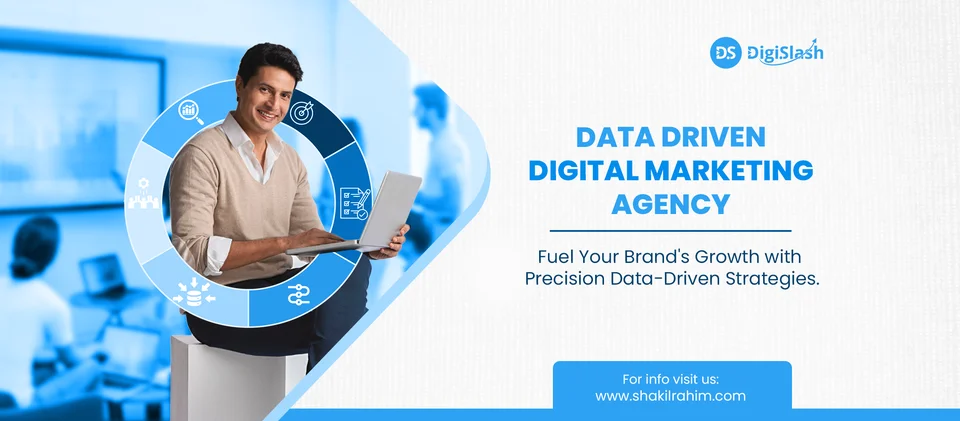 DS DigiSlash
DATA DRIVEN
DIGITAL MARKETING
AGENCY
Fuel Your Brand's Growth with
Precision Data-Driven Strategies.
For info visit us:
www.shakilrahim.com